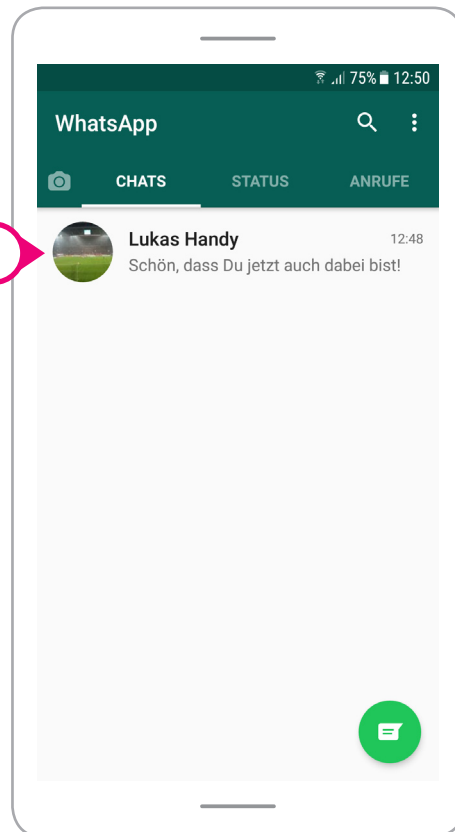 75% 12:50
WhatsApp
CHATS STATUS ANRUFE
Lukas Handy 12:48
Schön, dass Du jetzt auch dabei bist!